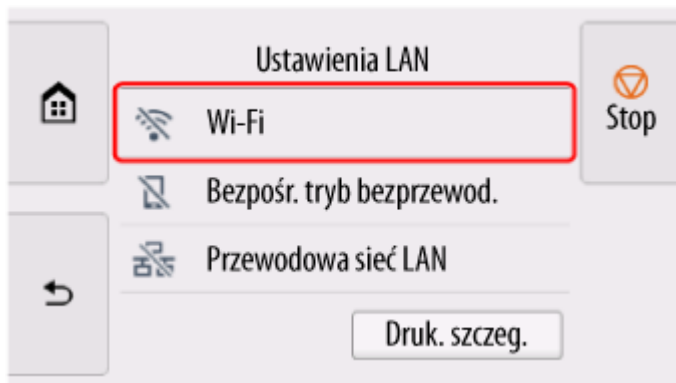 Ustawienia LAN
Wi-Fi
Stop
Bezpośr. tryb bezprzewod.
Przewodowa sieć LAN
Druk. szczeg.